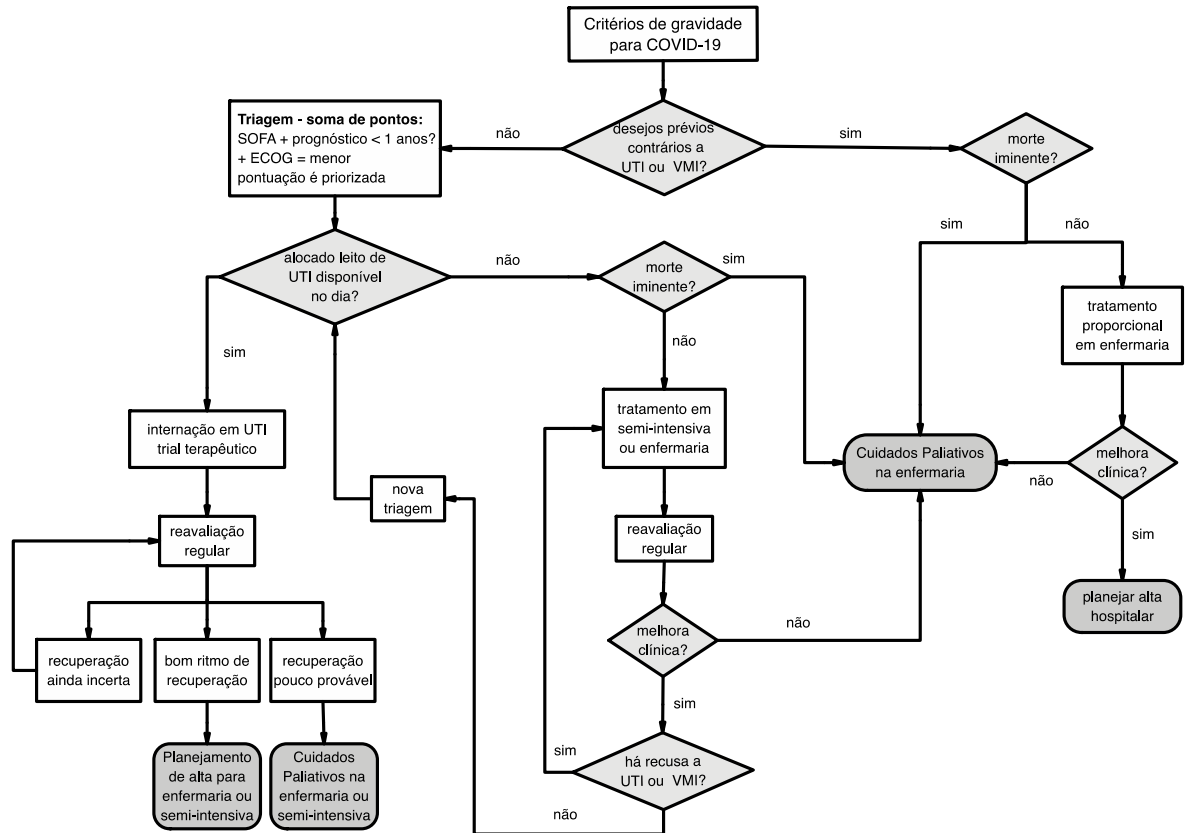 Critérios de gravidade
para COVID-19
Triagem - soma de pontos:
SOFA + prognóstico < 1 anos?
+ ECOG = menor
pontuação é priorizada
não
desejos prévios
contrários a
UTI ou VMI?
sim
morte
iminente?
sim
não
alocado leito de
UTI disponível
no dia?
não
morte
iminente?
sim
tratamento
proporcional
em enfermaria
sim
não
internação em UTI
trial terapêutico
tratamento em
semi-intensiva
ou enfermaria
Cuidados Paliativos
na enfermaria
não
melhora
clínica?
nova
triagem
reavaliação
regular
reavaliação
regular
sim
planejar alta
hospitalar
melhora
clínica?
não
recuperação
ainda incerta
bom ritmo de
recuperação
recuperação
pouco provável
sim
Planejamento
de alta para
enfermaria ou
semi-intensiva
Cuidados
Paliativos na
enfermaria ou
semi-intensiva
sim
há recusa a
UTI ou VMI?
não